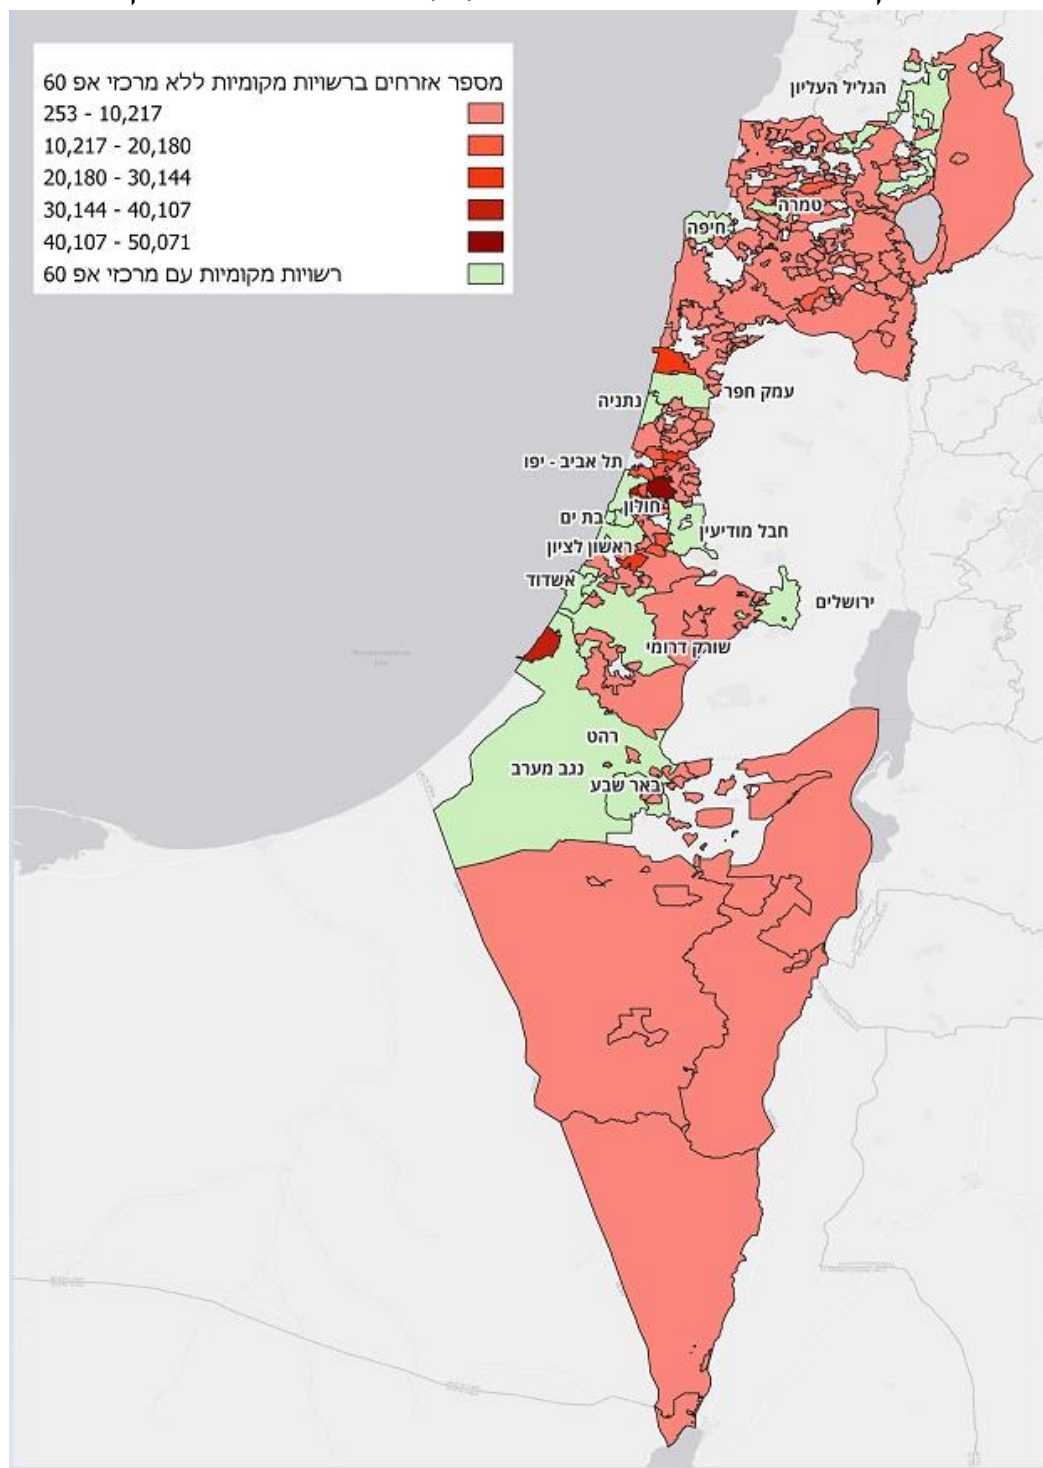 מספר אזרחים ברשויות מקומיות ללא מרכזי אפ 60
253 - 10,217
10,217 - 20,180
20,180 - 30,144
30,144 - 40,107
40,107 - 50,071
רשויות מקומיות עם מרכזי אפ 60
הגליל העליון
טמרה
חיפה
עמק חפר
נתניה
תל אביב - יפו
חולון
בת ים
חבל מודיעין
ראשון לציון
אשדוד
ירושלים
שורק דרומי
רהט
נגב מערב
באר שבע